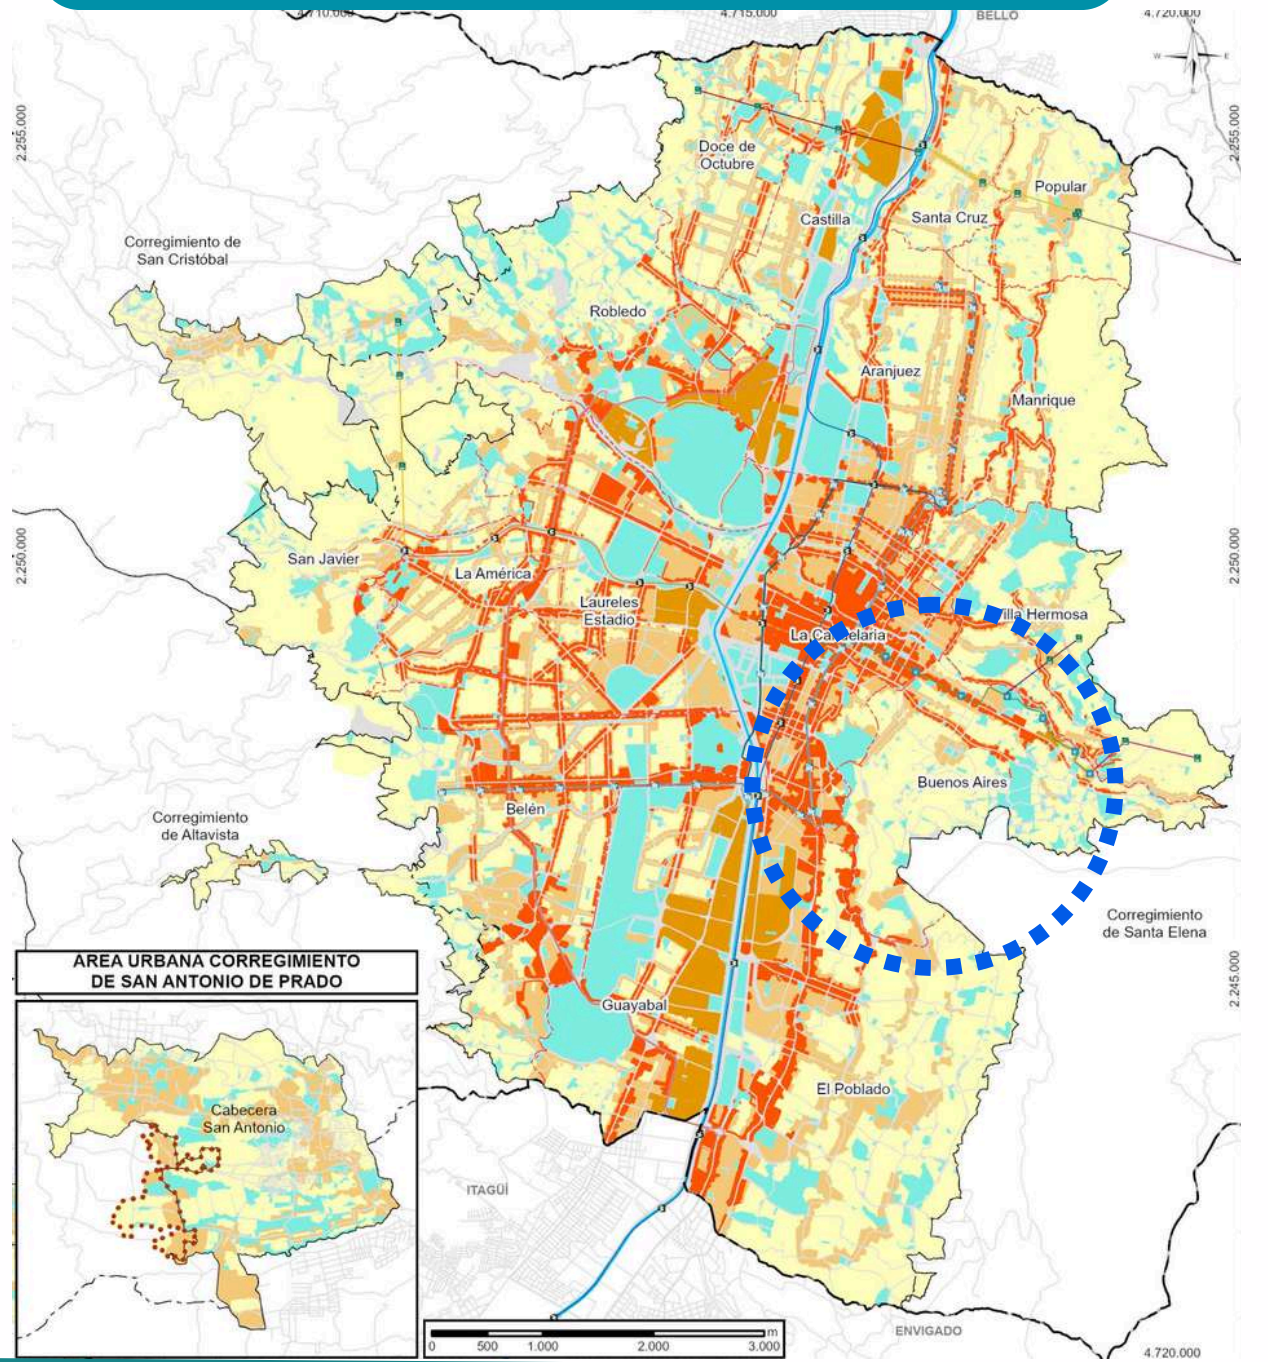 4.710.000
4.715.000
4.720.000
BELLO
N
W
E
2.255.000
2.255.000
Doce de
Octubre
Popular
Castilla
Santa Cruz
Corregimiento de
San Cristóbal
Robledo
Aranjuez
Manrique
2.250.000
2.250.000
San Javier
La América
Laureles
Estadio
illa Hermosa
La Candelaria
Buenos Aires
Belén
Corregimiento
de Altavista
Corregimiento
de Santa Elena
AREA URBANA CORREGIMIENTO
DE SAN ANTONIO DE PRADO
2.245.000
Guayabal
El Poblado
Cabecera
San Antonio
ITAGÜÍ
ENVIGADO
m
0
500
1.000
2.000
3.000
4.720.000